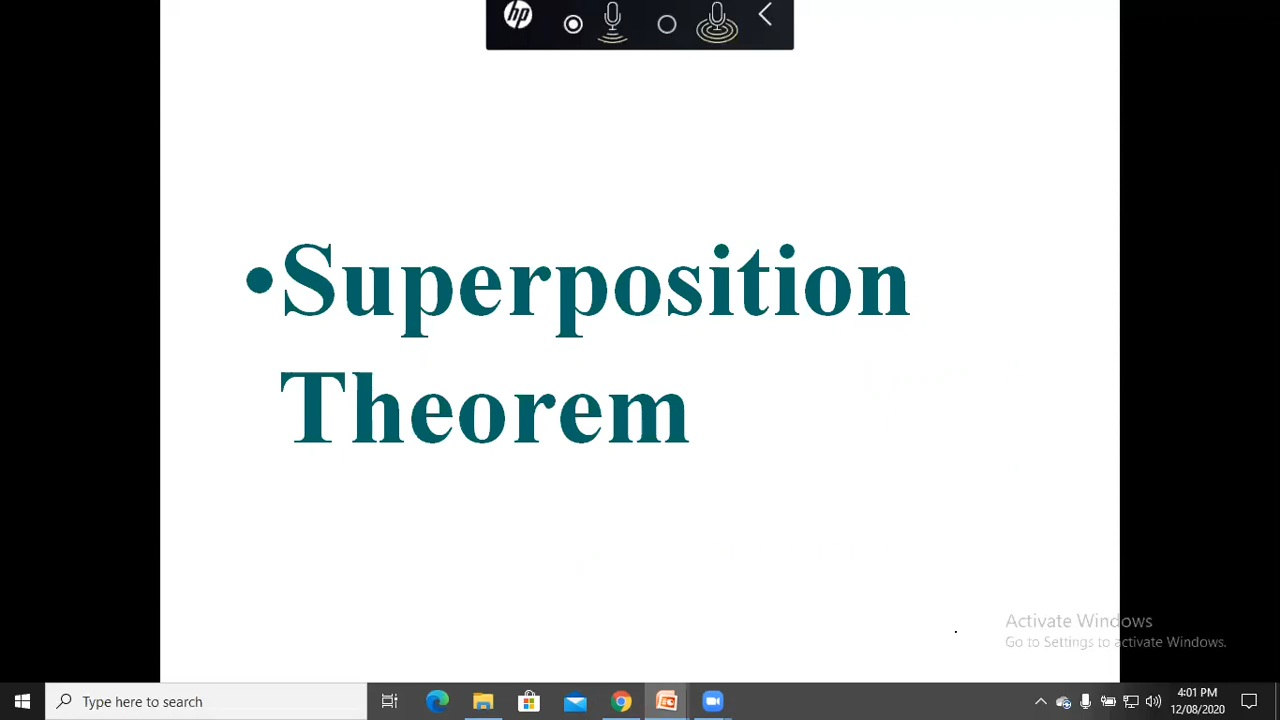 hp
•Superposition
Theorem
Activate Windows
Go to Settings to activate Windows.
Type here to search
4:01 PM
12/08/2020